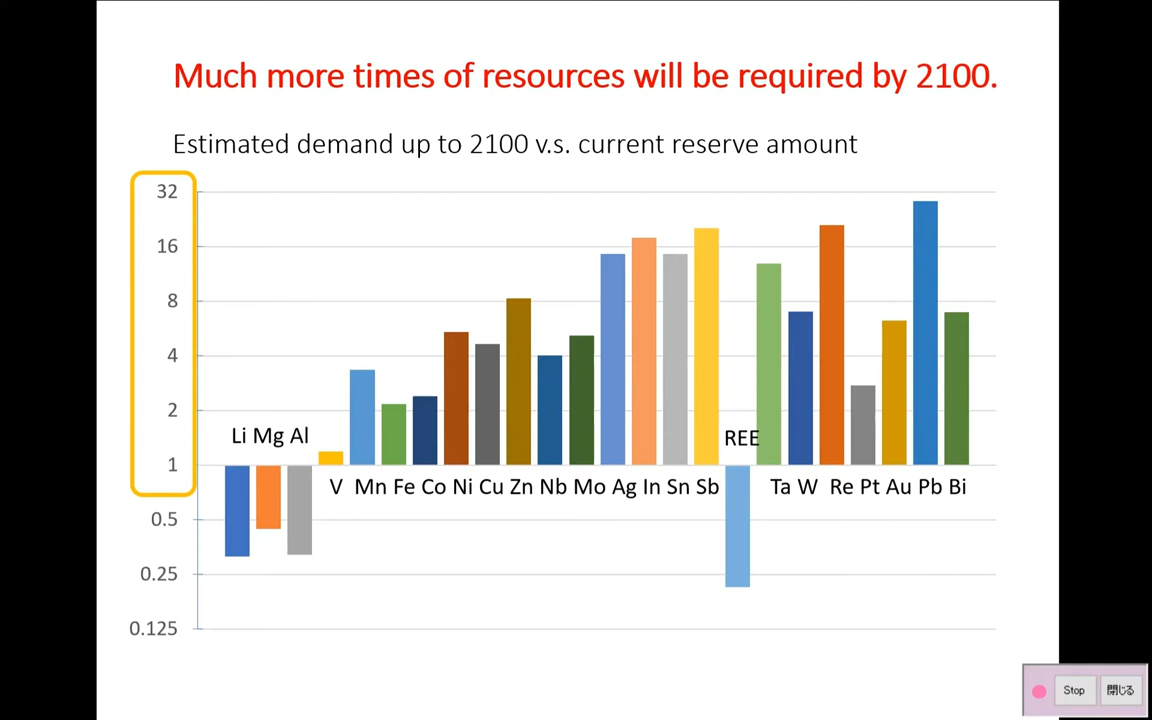 Much more times of resources will be required by 2100.
Estimated demand up to 2100 v.s. current reserve amount
32
16
8
4
2
Li Mg Al
REE
1
V Mn Fe Co Ni Cu Zn Nb Mo Ag In Sn Sb
Ta W Re Pt Au Pb Bi
0.5
0.25
0.125
Stop
閉じる